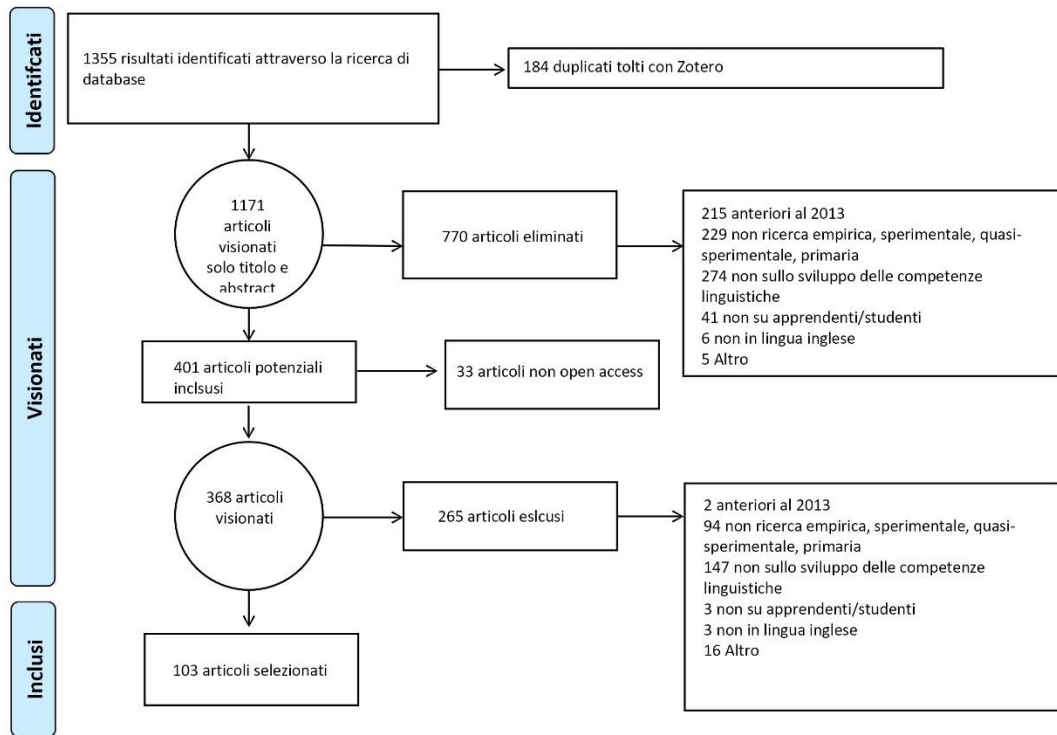 Identifcati
1355 risultati identificati attraverso la ricerca di
database
184 duplicati tolti con Zotero
Visionati
1171
articoli
visionati
solo titolo e
abstract
770 articoli eliminati
215 anteriori al 2013
229 non ricerca empirica, sperimentale, quasi-
sperimentale, primaria
274 non sullo sviluppo delle competenze
linguistiche
41 non su apprendenti/studenti
6 non in lingua inglese
5 Altro
401 articoli potenziali
inclsusi
33 articoli non open access
368 articoli
visionati
265 articoli eslcusi
2 anteriori al 2013
94 non ricerca empirica, sperimentale, quasi-
sperimentale, primaria
147 non sullo sviluppo delle competenze
linguistiche
3 non su apprendenti/studenti
3 non in lingua inglese
16 Altro
Inclusi
103 articoli selezionati